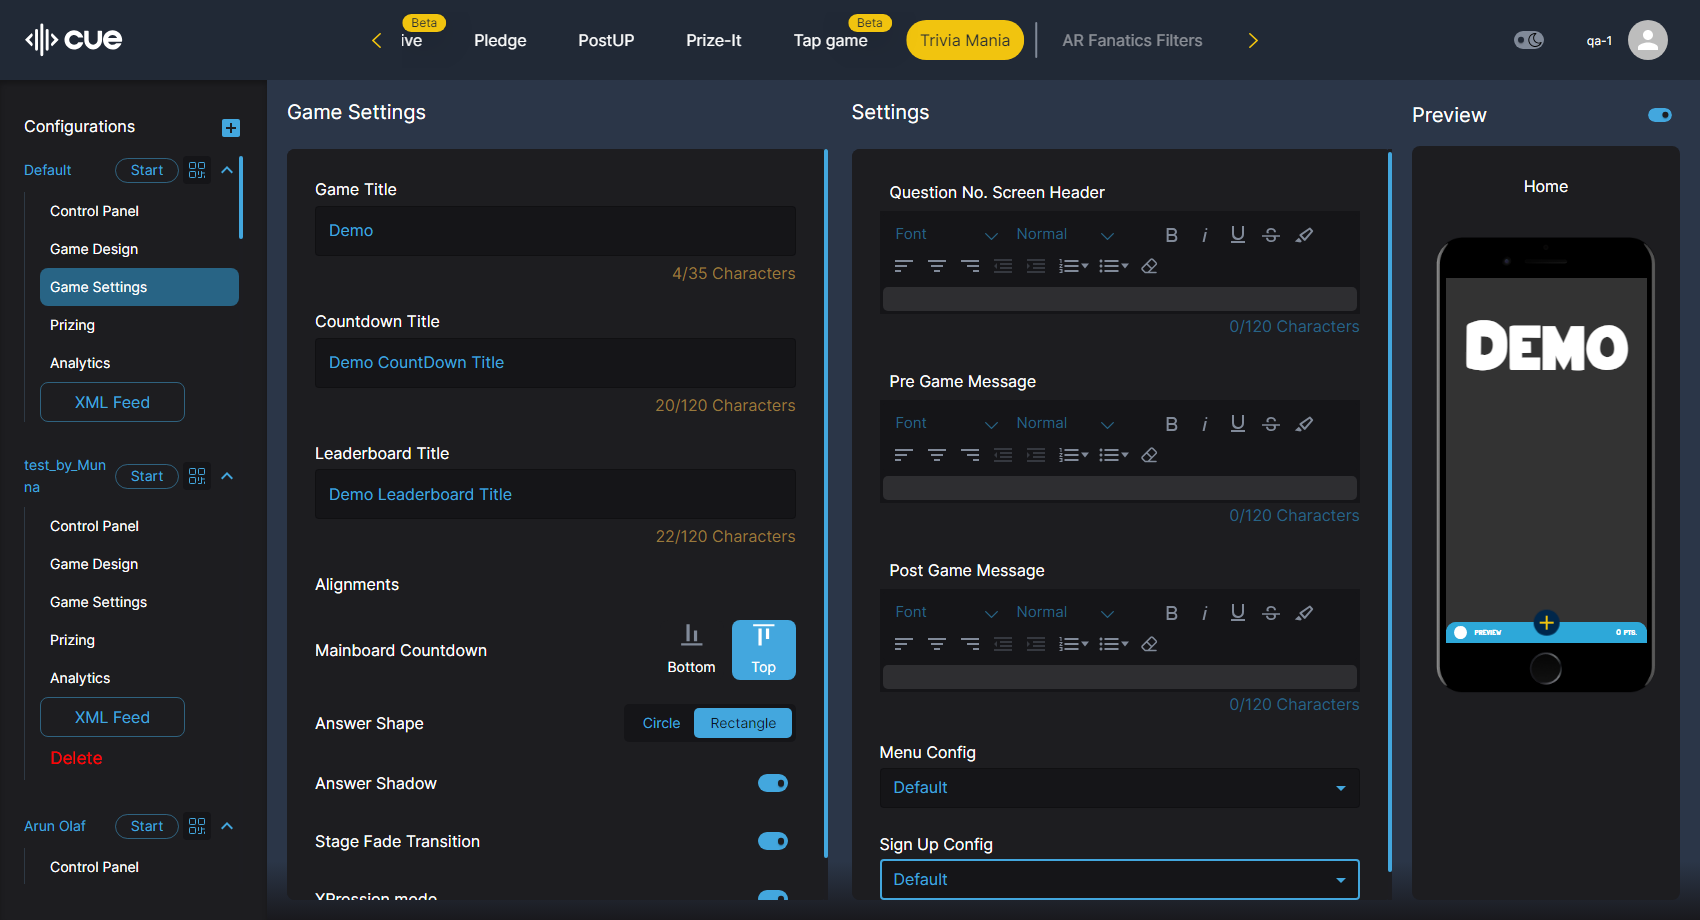 cue
ive
Beta
Pledge
PostUP
Prize-It
Tap game
Beta
Trivia Mania
AR Fanatics Filters
qa-1
Configurations
Default
Start
Control Panel
Game Design
Game Settings
Prizing
Analytics
XML Feed
test_by_Mun
na
Start
Control Panel
Game Design
Game Settings
Prizing
Analytics
XML Feed
Delete
Arun Olaf
Start
Control Panel
Game Settings
Game Title
Demo
4/35 Characters
Countdown Title
Demo CountDown Title
20/120 Characters
Leaderboard Title
Demo Leaderboard Title
22/120 Characters
Alignments
Mainboard Countdown
Bottom
Top
Answer Shape
Circle
Rectangle
Answer Shadow
Stage Fade Transition
XPression mode
Settings
Question No. Screen Header
Font
Normal
B i U S
0/120 Characters
Pre Game Message
Font
Normal
B i U S
0/120 Characters
Post Game Message
Font
Normal
B i U S
0/120 Characters
Menu Config
Default
Sign Up Config
Default
Preview
Home
DEMO
PREVIEW
0 PTS.